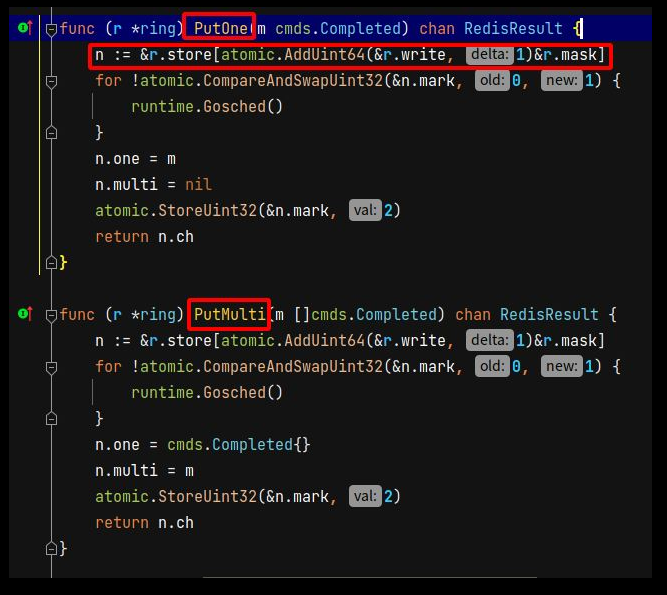 func (r *ring) PutOne(m cmds.Completed) chan RedisResult {
n := &r.store[atomic.AddUint64(&r.write, delta: 1)&r.mask]
for !atomic.CompareAndSwapUint32(&n.mark, old: 0, new: 1) {
runtime.Gosched()
}
n.one = m
n.multi = nil
atomic.StoreUint32(&n.mark, val: 2)
return n.ch
}
func (r *ring) PutMulti(m []cmds.Completed) chan RedisResult {
n := &r.store[atomic.AddUint64(&r.write, delta: 1)&r.mask]
for !atomic.CompareAndSwapUint32(&n.mark, old: 0, new: 1) {
runtime.Gosched()
}
n.one = cmds.Completed{}
n.multi = m
atomic.StoreUint32(&n.mark, val: 2)
return n.ch
}